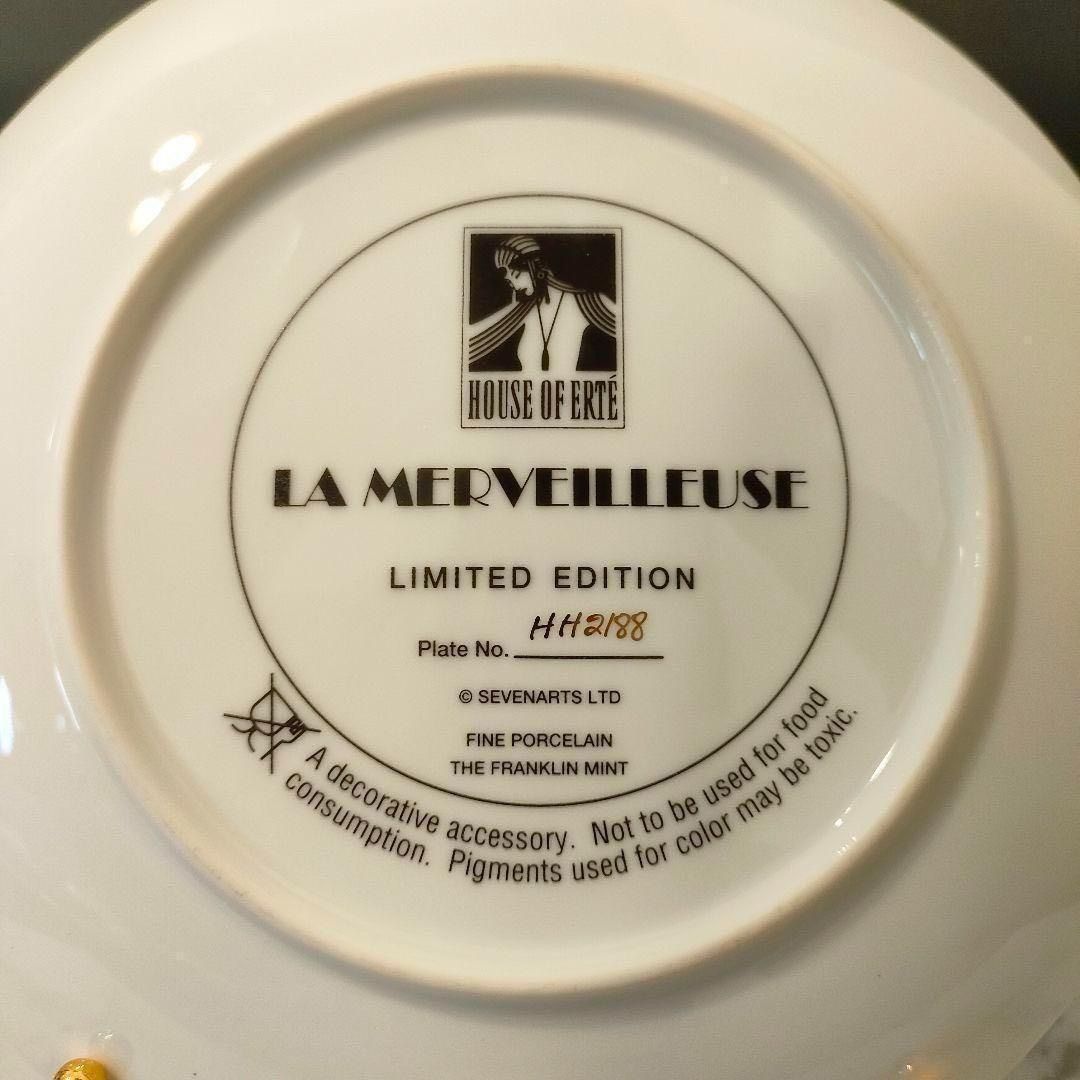 HOUSE OF ERTÉ
LA MERVEILLEUSE
LIMITED EDITION
Plate No. HH2188
© SEVENARTS LTD
FINE PORCELAIN
THE FRANKLIN MINT
A decorative accessory. Not to be used for food
consumption. Pigments used for color may be toxic.